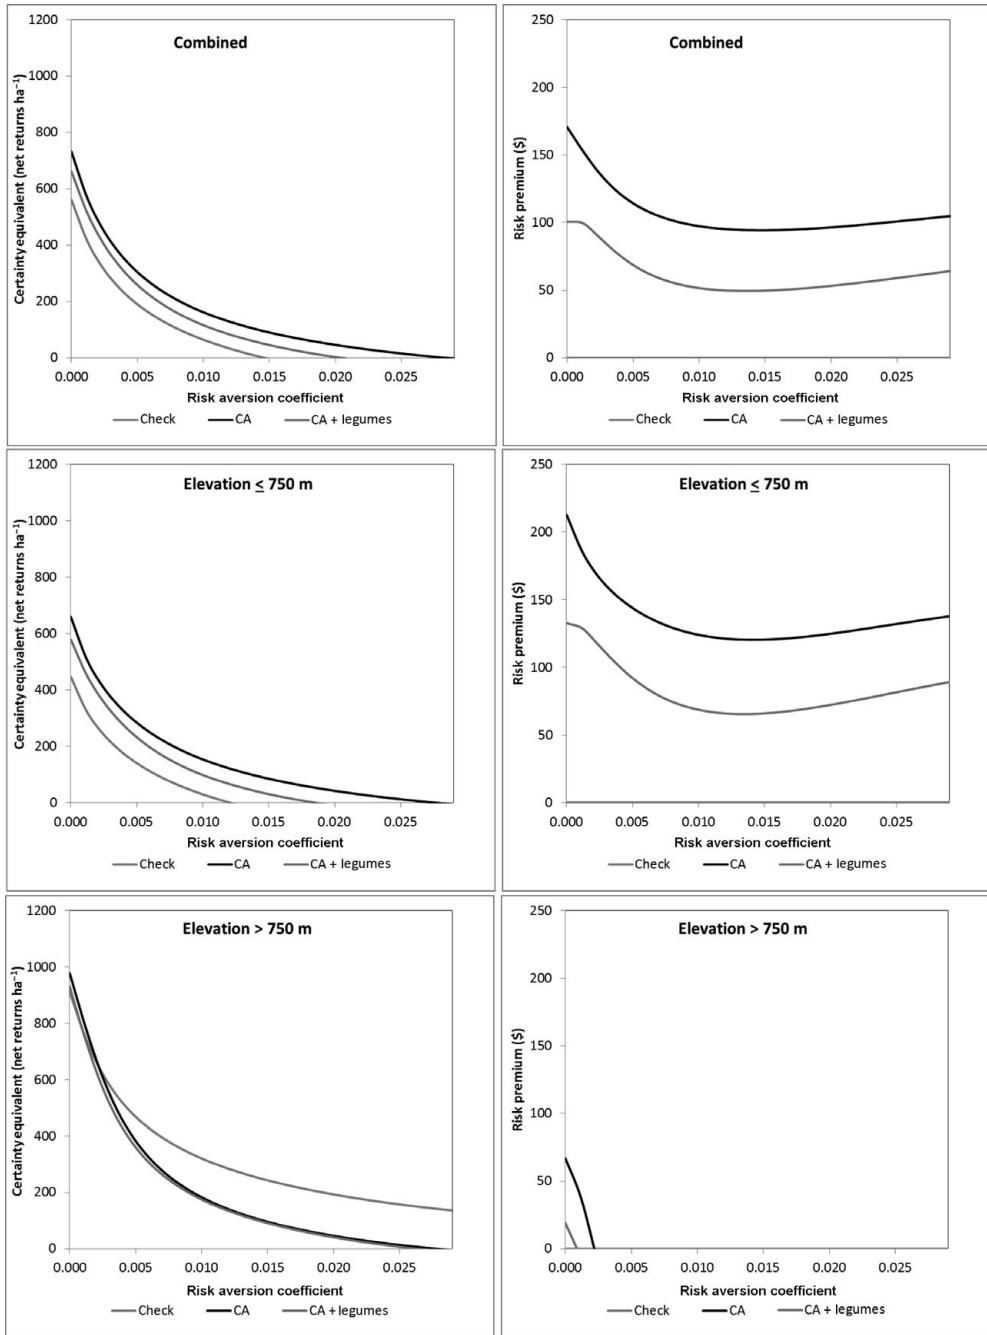 Combined
Certainty equivalent (net returns ha⁻¹)
1200
1000
800
600
400
200
0
0.000 0.005 0.010 0.015 0.020 0.025
Risk aversion coefficient
Check CA CA + legumes
Combined
Risk premium ($)
250
200
150
100
50
0
0.000 0.005 0.010 0.015 0.020 0.025
Risk aversion coefficient
Check CA CA + legumes
Elevation ≤ 750 m
Certainty equivalent (net returns ha⁻¹)
1200
1000
800
600
400
200
0
0.000 0.005 0.010 0.015 0.020 0.025
Risk aversion coefficient
Check CA CA + legumes
Elevation ≤ 750 m
Risk premium ($)
250
200
150
100
50
0
0.000 0.005 0.010 0.015 0.020 0.025
Risk aversion coefficient
Check CA CA + legumes
Elevation > 750 m
Certainty equivalent (net returns ha⁻¹)
1200
1000
800
600
400
200
0
0.000 0.005 0.010 0.015 0.020 0.025
Risk aversion coefficient
Check CA CA + legumes
Elevation > 750 m
Risk premium ($)
250
200
150
100
50
0
0.000 0.005 0.010 0.015 0.020 0.025
Risk aversion coefficient
Check CA CA + legumes